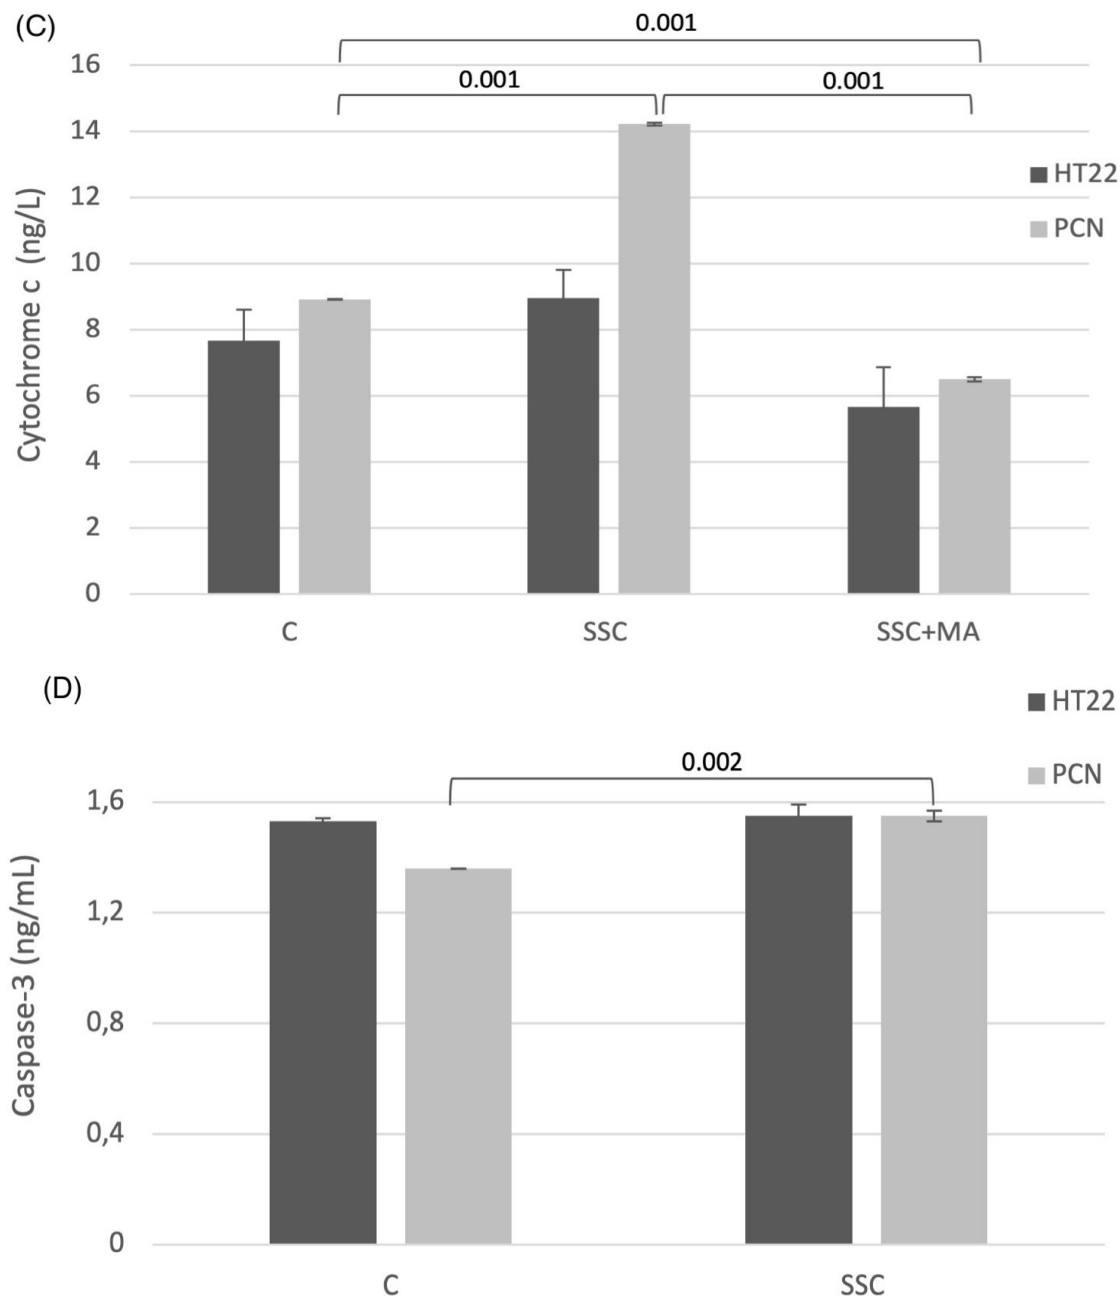 (C)
0.001
0.001
0.001
16
14
12
10
8
6
4
2
0
Cytochrome c (ng/L)
HT22
PCN
C SSC SSC+MA
(D)
HT22
PCN
0.002
1,6
1,2
0,8
0,4
0
Caspase-3 (ng/mL)
C SSC